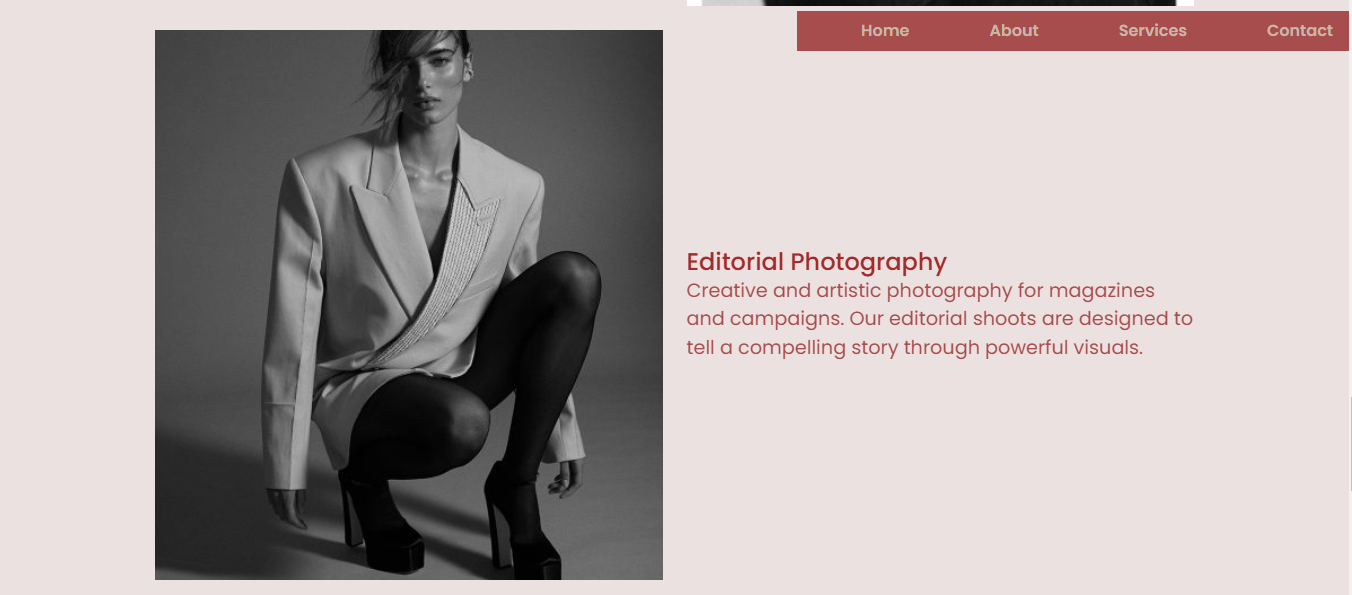 Home About Services Contact
Editorial Photography
Creative and artistic photography for magazines
and campaigns. Our editorial shoots are designed to
tell a compelling story through powerful visuals.